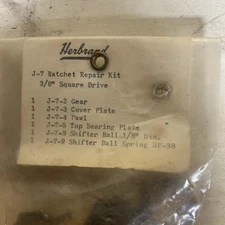 Herbrand
J-7 Ratchet Repair Kit
3/8" Square Drive
1 J-7-2 Gear
1 J-7-3 Cover Plate
1 J-7-4 Pawl
1 J-7-5 Top Bearing Plate
1 J-7-8 Shifter Ball 1/8" Dia.
1 J-7-9 Shifter Ball Spring SP-38